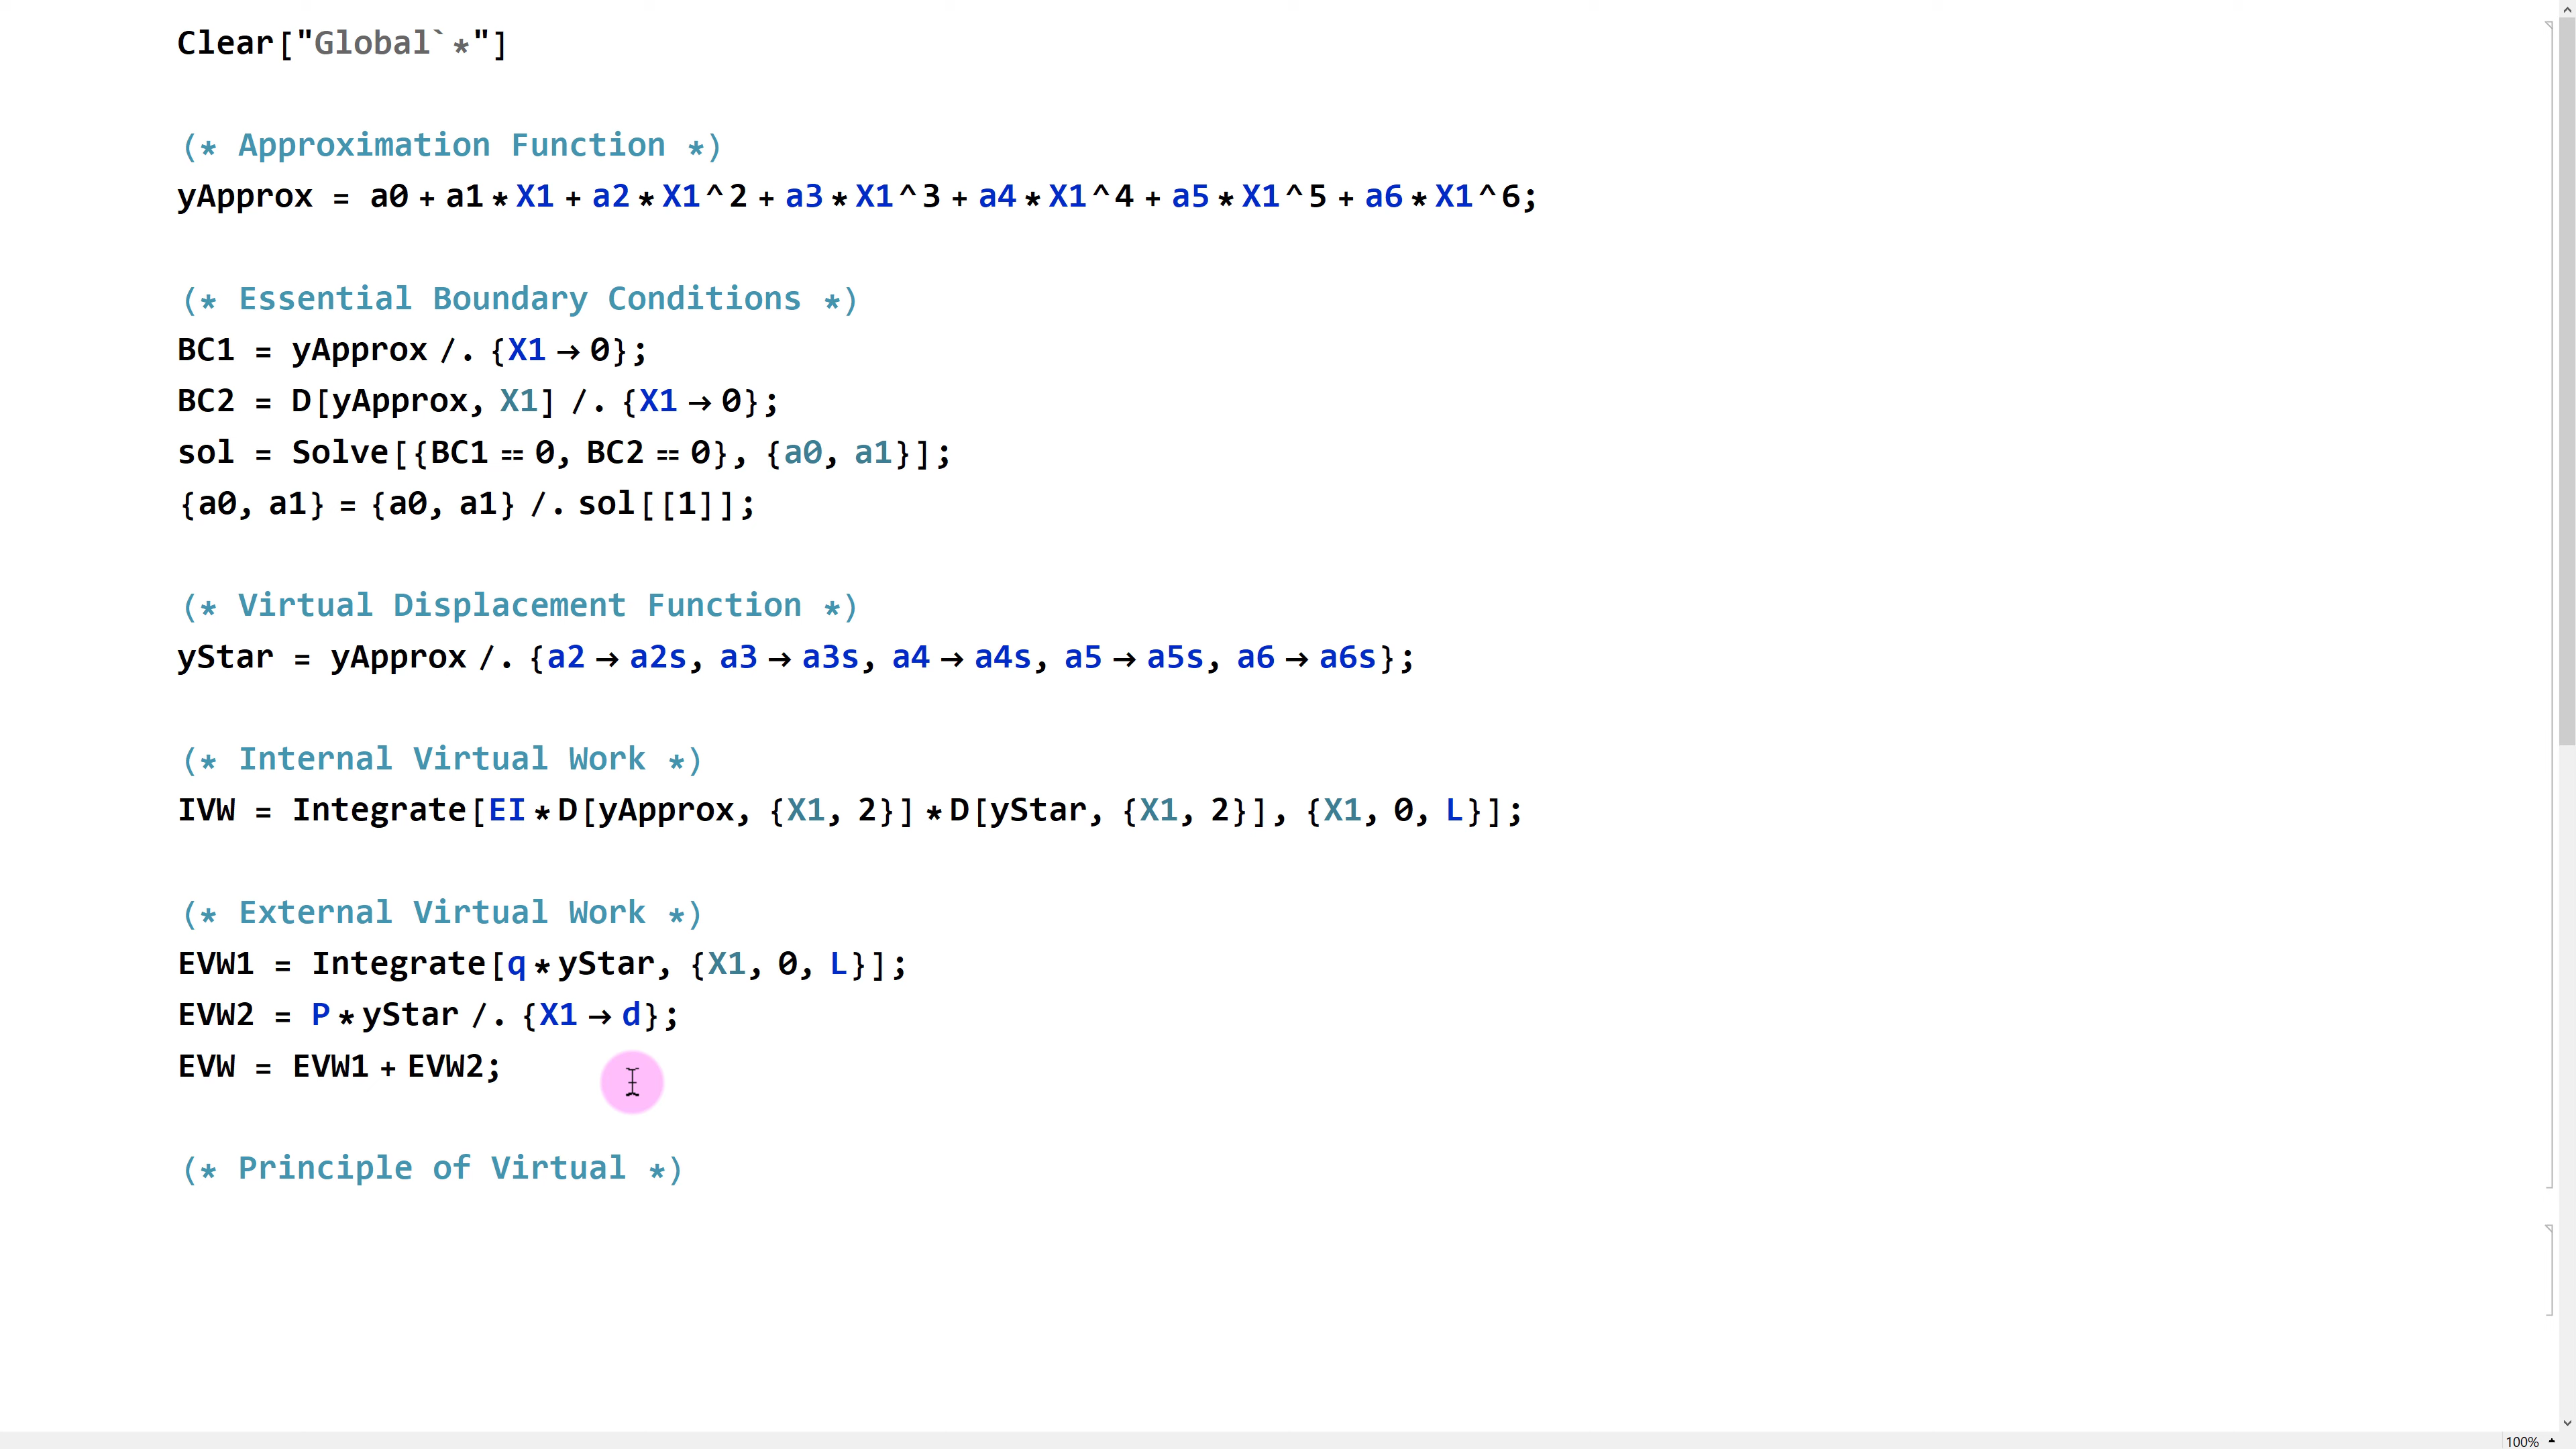 Clear["Global`*"]
(* Approximation Function *)
yApprox = a0 + a1 * X1 + a2 * X1^2 + a3 * X1^3 + a4 * X1^4 + a5 * X1^5 + a6 * X1^6;
(* Essential Boundary Conditions *)
BC1 = yApprox /. {X1 → 0};
BC2 = D[yApprox, X1] /. {X1 → 0};
sol = Solve[{BC1 == 0, BC2 == 0}, {a0, a1}];
{a0, a1} = {a0, a1} /. sol[[1]];
(* Virtual Displacement Function *)
yStar = yApprox /. {a2 → a2s, a3 → a3s, a4 → a4s, a5 → a5s, a6 → a6s};
(* Internal Virtual Work *)
IVW = Integrate[EI * D[yApprox, {X1, 2}] * D[yStar, {X1, 2}], {X1, 0, L}];
(* External Virtual Work *)
EVW1 = Integrate[q * yStar, {X1, 0, L}];
EVW2 = P * yStar /. {X1 → d};
EVW = EVW1 + EVW2;
(* Principle of Virtual *)
100%